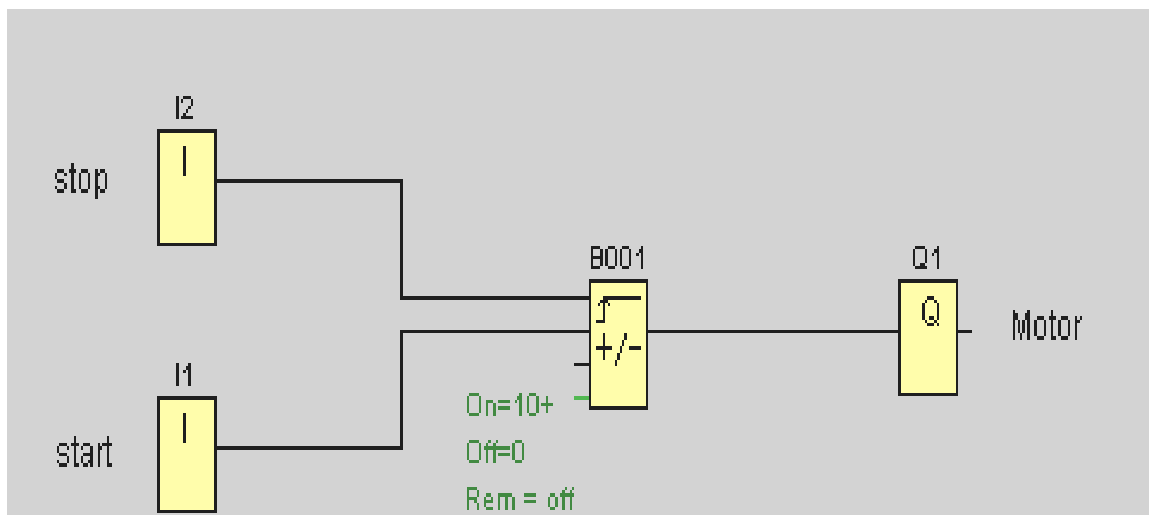 I2
I
stop
B001
+/-
Q1
Q
Motor
I1
I
start
On=10+
Off=0
Rem = off